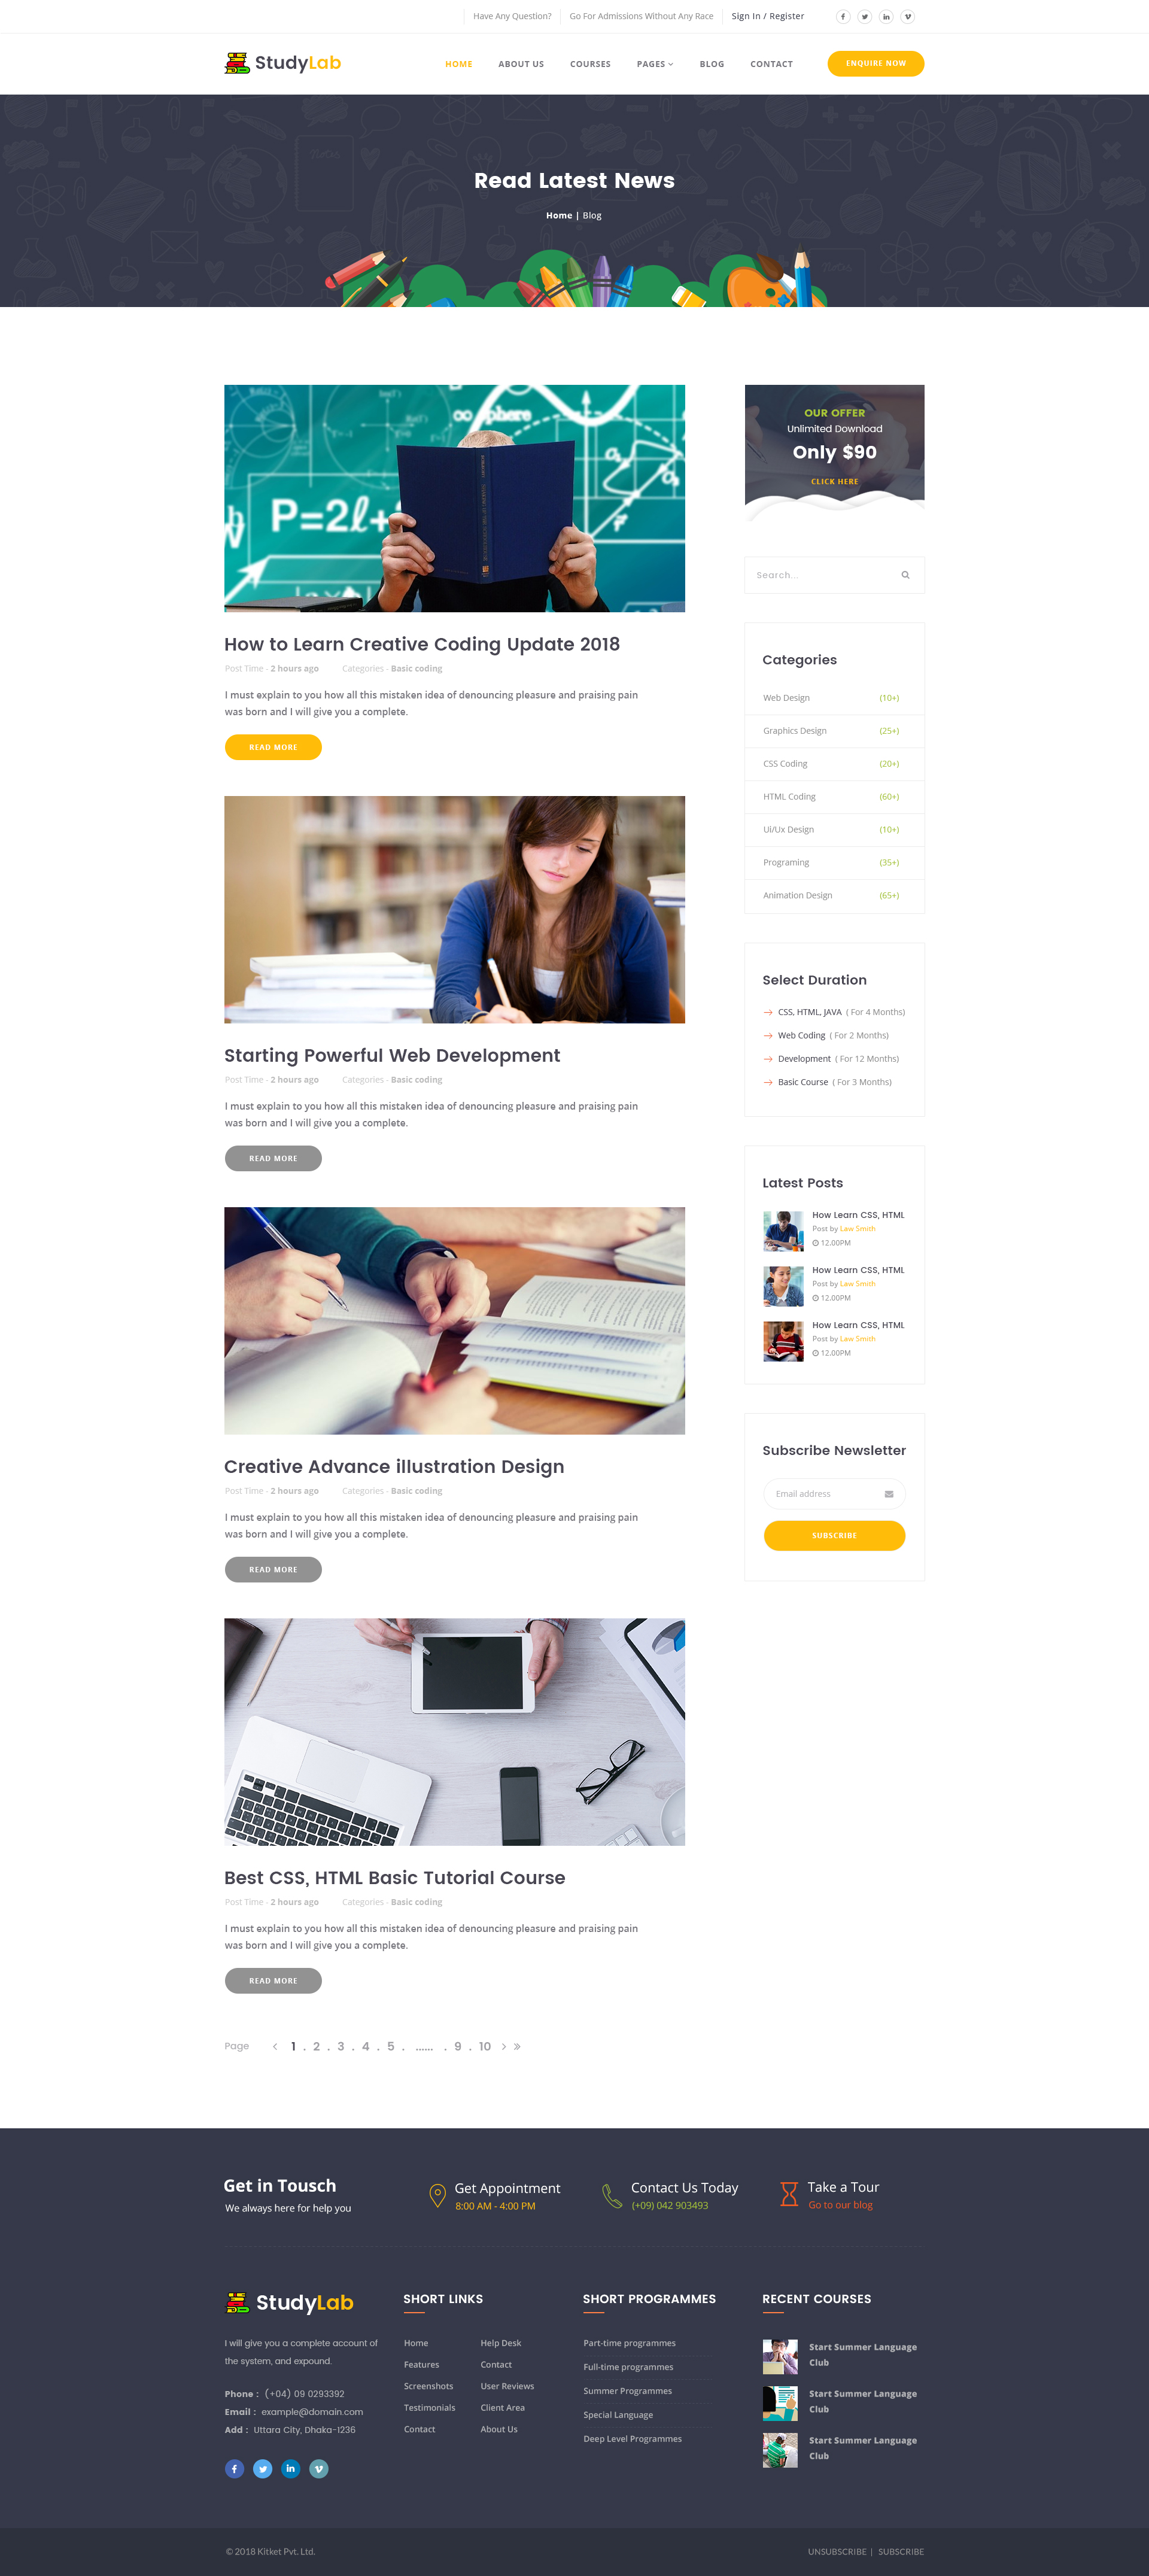 Have Any Question? Go For Admissions Without Any Race Sign In / Register
StudyLab HOME ABOUT US COURSES PAGES BLOG CONTACT ENQUIRE NOW
Read Latest News
Home | Blog
∞ sphere
P=2ℓ+
How to Learn Creative Coding Update 2018
Post Time - 2 hours ago Categories - Basic coding
I must explain to you how all this mistaken idea of denouncing pleasure and praising pain
was born and I will give you a complete.
READ MORE
Starting Powerful Web Development
Post Time - 2 hours ago Categories - Basic coding
I must explain to you how all this mistaken idea of denouncing pleasure and praising pain
was born and I will give you a complete.
READ MORE
Creative Advance illustration Design
Post Time - 2 hours ago Categories - Basic coding
I must explain to you how all this mistaken idea of denouncing pleasure and praising pain
was born and I will give you a complete.
READ MORE
Best CSS, HTML Basic Tutorial Course
Post Time - 2 hours ago Categories - Basic coding
I must explain to you how all this mistaken idea of denouncing pleasure and praising pain
was born and I will give you a complete.
READ MORE
Page ‹ 1 . 2 . 3 . 4 . 5 . ...... . 9 . 10 › »
OUR OFFER
Unlimited Download
Only $90
CLICK HERE
Search...
Categories
Web Design (10+)
Graphics Design (25+)
CSS Coding (20+)
HTML Coding (60+)
Ui/Ux Design (10+)
Programing (35+)
Animation Design (65+)
Select Duration
CSS, HTML, JAVA ( For 4 Months)
Web Coding ( For 2 Months)
Development ( For 12 Months)
Basic Course ( For 3 Months)
Latest Posts
How Learn CSS, HTML
Post by Law Smith
12.00PM
How Learn CSS, HTML
Post by Law Smith
12.00PM
How Learn CSS, HTML
Post by Law Smith
12.00PM
Subscribe Newsletter
Email address
SUBSCRIBE
Get in Tousch
We always here for help you
Get Appointment
8:00 AM - 4:00 PM
Contact Us Today
(+09) 042 903493
Take a Tour
Go to our blog
StudyLab
I will give you a complete account of
the system, and expound.
Phone : (+04) 09 0293392
Email : example@domain.com
Add : Uttara City, Dhaka-1236
SHORT LINKS
Home Help Desk
Features Contact
Screenshots User Reviews
Testimonials Client Area
Contact About Us
SHORT PROGRAMMES
Part-time programmes
Full-time programmes
Summer Programmes
Special Language
Deep Level Programmes
RECENT COURSES
Start Summer Language
Club
Start Summer Language
Club
Start Summer Language
Club
© 2018 Kitket Pvt. Ltd. UNSUBSCRIBE | SUBSCRIBE